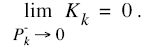 lim K_k = 0 .
P_k^- → 0